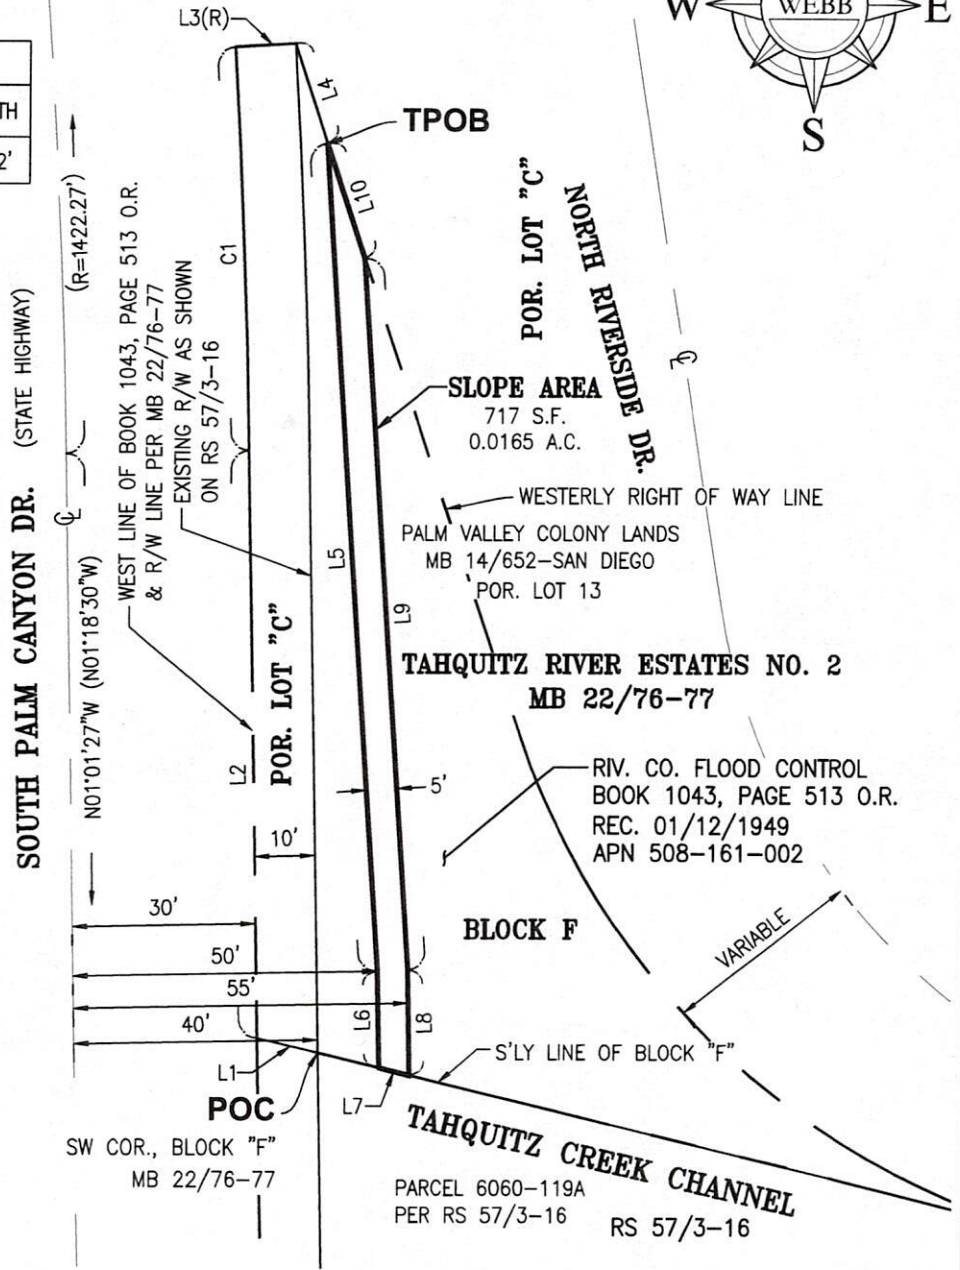 L3(R)
W
WEBB
E
S
TH
2'
L4
TPOB
L10
C1
(R=1422.27')
WEST LINE OF BOOK 1043, PAGE 513 O.R.
& R/W LINE PER MB 22/76-77
EXISTING R/W AS SHOWN
ON RS 57/3-16
POR. LOT "C"
NORTH RIVERSIDE DR.
SLOPE AREA
717 S.F.
0.0165 A.C.
SOUTH PALM CANYON DR. (STATE HIGHWAY)
N01°01'27"W (N01°18'30"W)
WESTERLY RIGHT OF WAY LINE
PALM VALLEY COLONY LANDS
MB 14/652-SAN DIEGO
POR. LOT 13
L5
L9
POR. LOT "C"
L2
TAHQUITZ RIVER ESTATES NO. 2
MB 22/76-77
5'
RIV. CO. FLOOD CONTROL
BOOK 1043, PAGE 513 O.R.
REC. 01/12/1949
APN 508-161-002
10'
30'
BLOCK F
VARIABLE
50'
55'
40'
L6
L8
S'LY LINE OF BLOCK "F"
L1
POC
L7
SW COR., BLOCK "F"
MB 22/76-77
TAHQUITZ CREEK CHANNEL
PARCEL 6060-119A
PER RS 57/3-16
RS 57/3-16